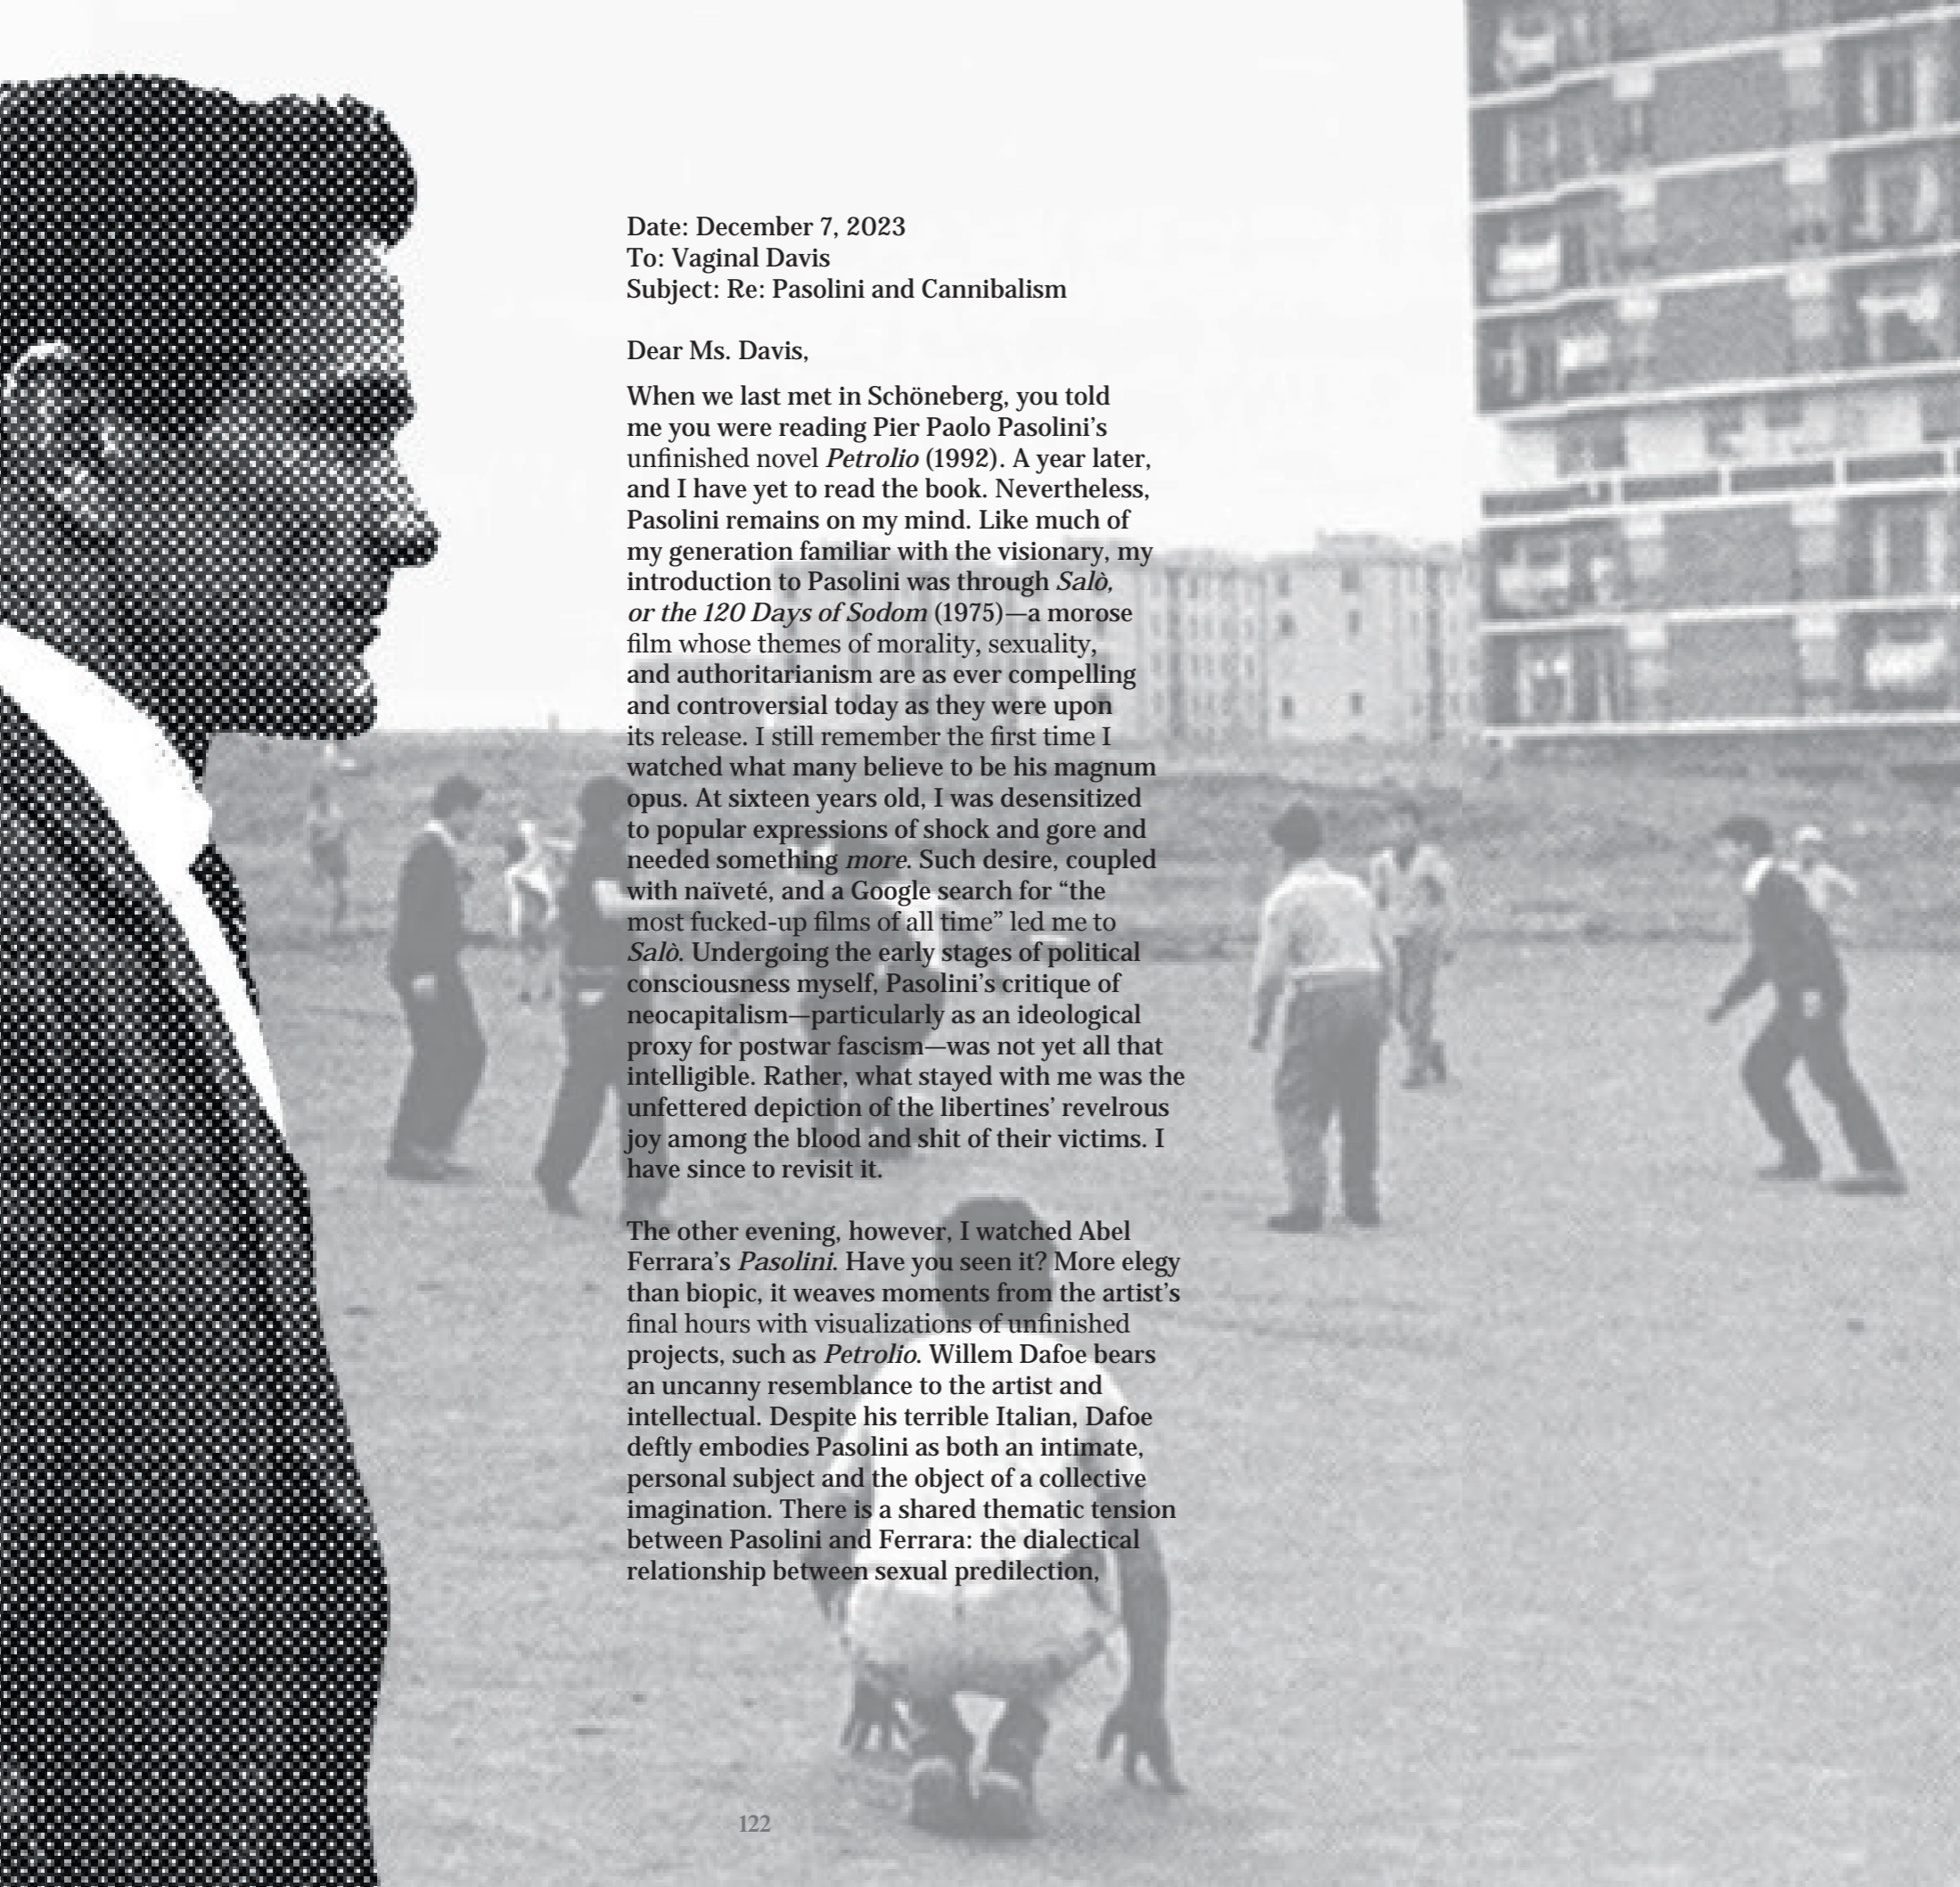 Date: December 7, 2023
To: Vaginal Davis
Subject: Re: Pasolini and Cannibalism
Dear Ms. Davis,
When we last met in Schöneberg, you told
me you were reading Pier Paolo Pasolini’s
unfinished novel Petrolio (1992). A year later,
and I have yet to read the book. Nevertheless,
Pasolini remains on my mind. Like much of
my generation familiar with the visionary, my
introduction to Pasolini was through Salò,
or the 120 Days of Sodom (1975)—a morose
film whose themes of morality, sexuality,
and authoritarianism are as ever compelling
and controversial today as they were upon
its release. I still remember the first time I
watched what many believe to be his magnum
opus. At sixteen years old, I was desensitized
to popular expressions of shock and gore and
needed something more. Such desire, coupled
with naïveté, and a Google search for “the
most fucked-up films of all time” led me to
Salò. Undergoing the early stages of political
consciousness myself, Pasolini’s critique of
neocapitalism—particularly as an ideological
proxy for postwar fascism—was not yet all that
intelligible. Rather, what stayed with me was the
unfettered depiction of the libertines’ revelrous
joy among the blood and shit of their victims. I
have since to revisit it.
The other evening, however, I watched Abel
Ferrara’s Pasolini. Have you seen it? More elegy
than biopic, it weaves moments from the artist’s
final hours with visualizations of unfinished
projects, such as Petrolio. Willem Dafoe bears
an uncanny resemblance to the artist and
intellectual. Despite his terrible Italian, Dafoe
deftly embodies Pasolini as both an intimate,
personal subject and the object of a collective
imagination. There is a shared thematic tension
between Pasolini and Ferrara: the dialectical
relationship between sexual predilection,
122